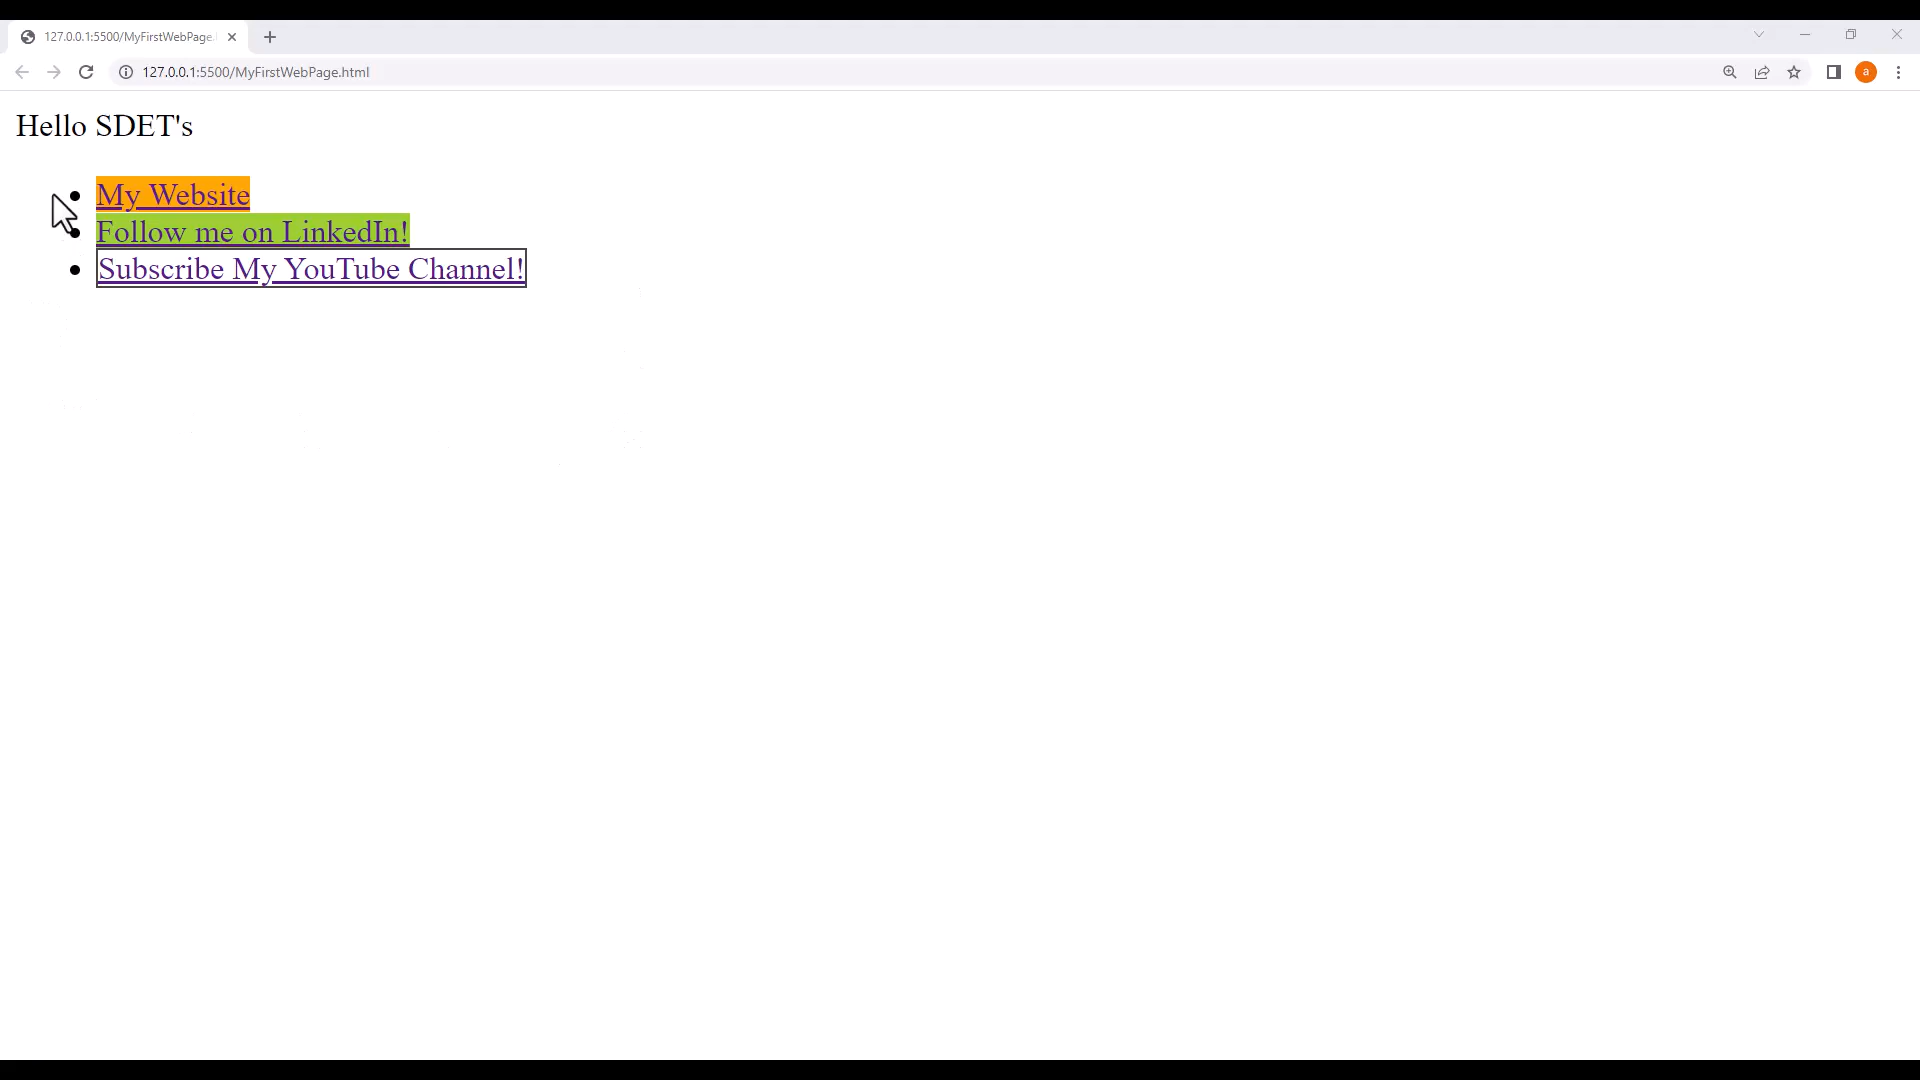 127.0.0.1:5500/MyFirstWebPage.
127.0.0.1:5500/MyFirstWebPage.html
a
Hello SDET's
My Website
Follow me on LinkedIn!
Subscribe My YouTube Channel!